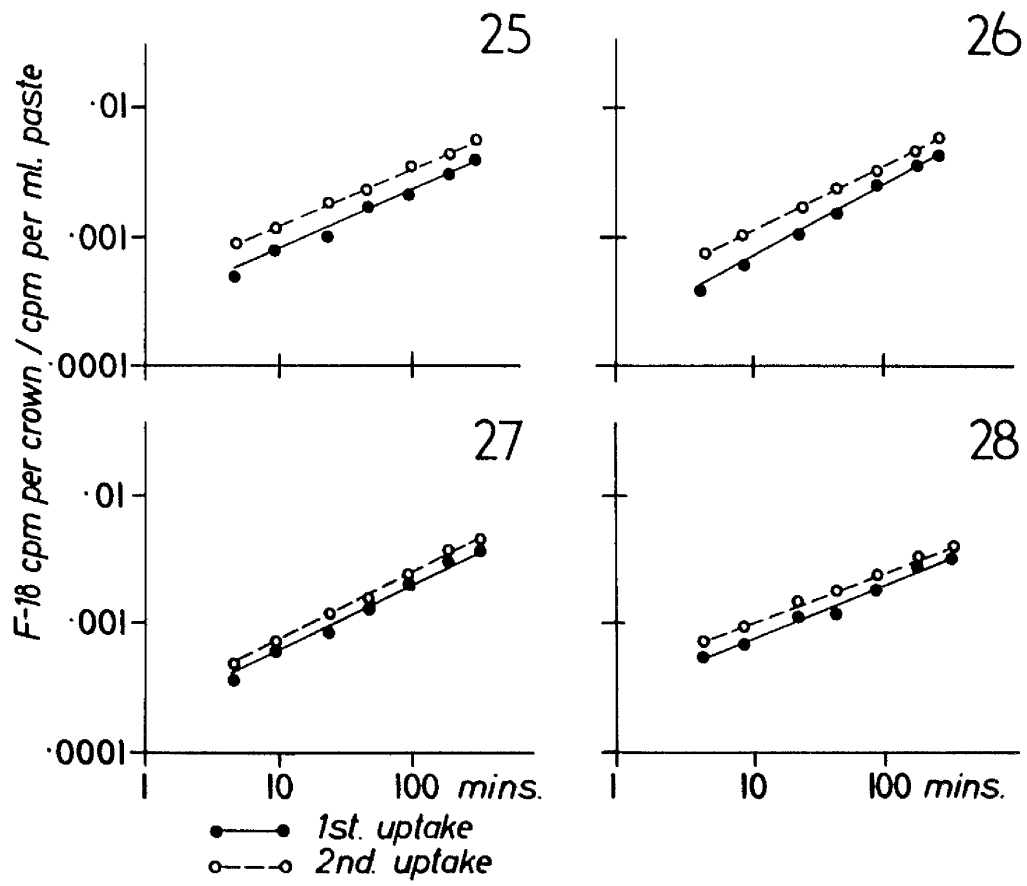 25
26
F-18 cpm per crown / cpm per ml. paste
·01
·001
·0001
27
28
·01
·001
·0001
1 10 100 mins.
1 10 100 mins.
1st. uptake
2nd. uptake